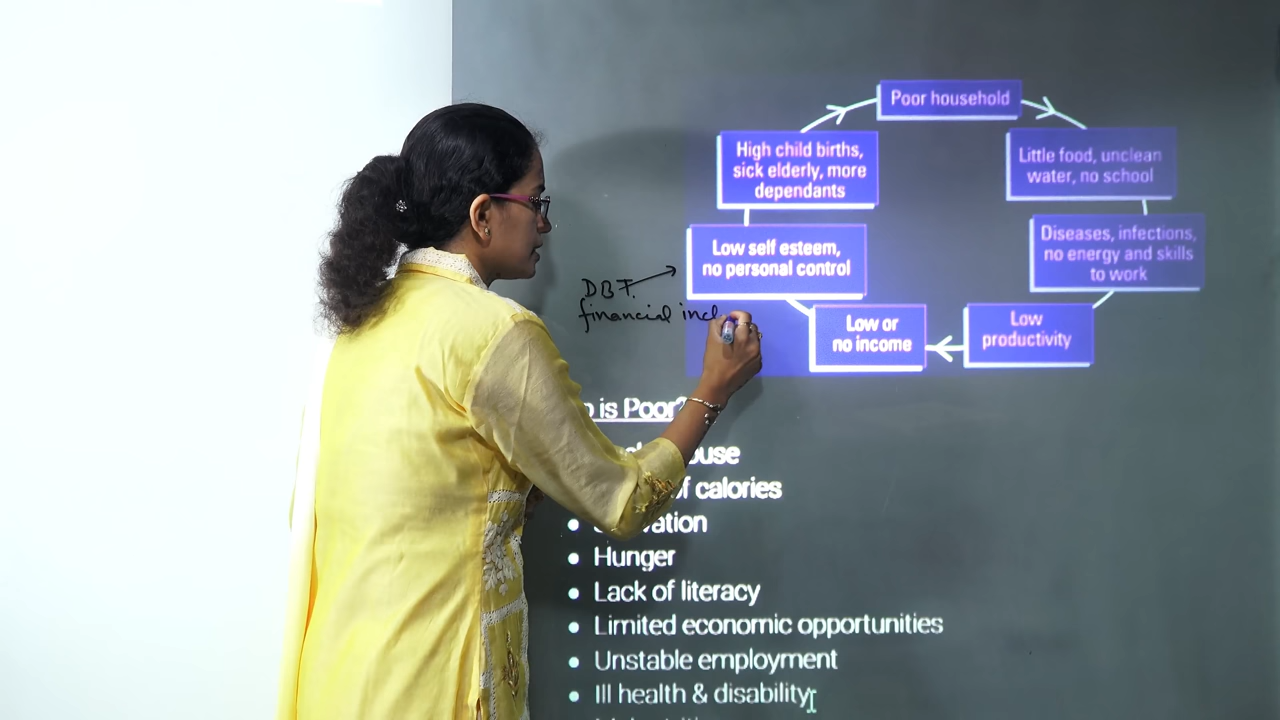 Poor household
High child births,
sick elderly, more
dependants
Little food, unclean
water, no school
Low self esteem,
no personal control
Diseases, infections,
no energy and skills
to work
Low or
no income
Low
productivity
DBT
financial incl
is Poor?
of calories
Hunger
Lack of literacy
Limited economic opportunities
Unstable employment
Ill health & disability